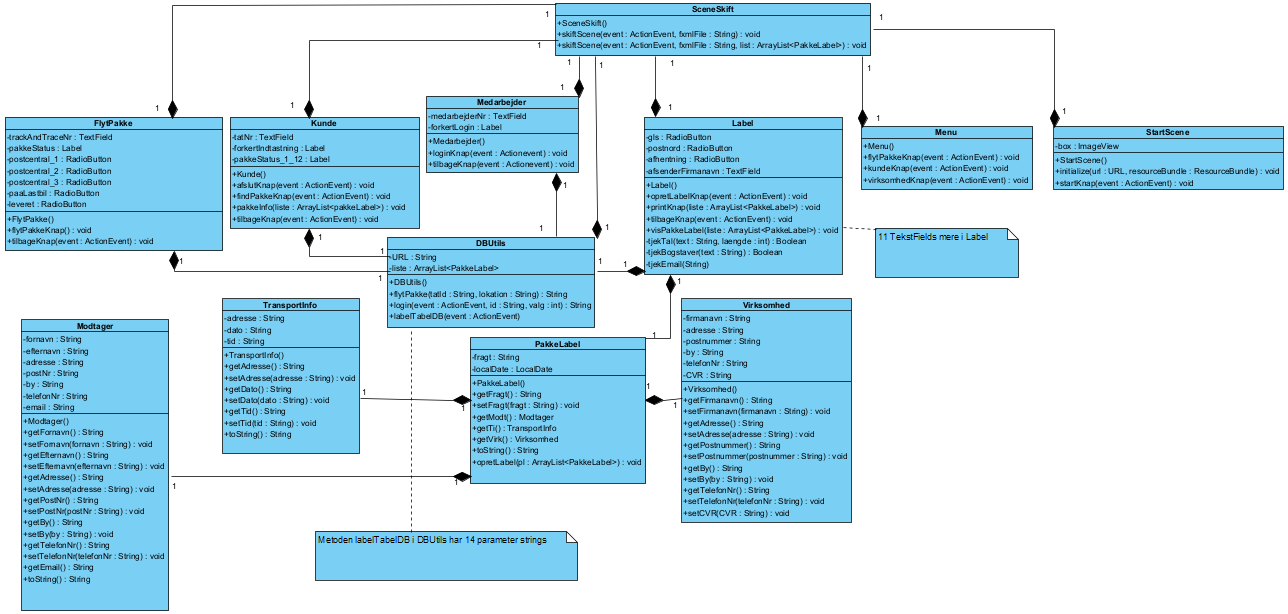 SceneSkift
+SceneSkift()
+skiftScene(event : ActionEvent, fxmlFile : String) : void
+skiftScene(event : ActionEvent, fxmlFile : String, list : ArrayList<PakkeLabel>) : void
1
1
1
1
1
1
1
FlytPakke
-trackAndTraceNr : TextField
-pakkeStatus : Label
-postcentral_1 : RadioButton
-postcentral_2 : RadioButton
-postcentral_3 : RadioButton
-paaLastbil : RadioButton
-leveret : RadioButton
+FlytPakke()
+flytPakkeKnap() : void
+tilbageKnap(event : ActionEvent) : void
1
1
Kunde
-tatNr : TextField
-forkertIndtastning : Label
-pakkeStatus_1_12 : Label
+Kunde()
+afslutKnap(event : ActionEvent) : void
+findPakkeKnap(event : ActionEvent) : void
+pakkeInfo(liste : ArrayList<pakkeLabel>) : void
+tilbageKnap(event : ActionEvent) : void
1
1
Medarbejder
-medarbejderNr : TextField
-forkertLogin : Label
+Medarbejder()
+loginKnap(event : Actionevent) : void
+tilbageKnap(event : Actionevent) : void
1
1
Label
-gls : RadioButton
-postnord : RadioButton
-afhentning : RadioButton
-afsenderFirmanavn : TextField
+Label()
+opretLabelKnap(event : ActionEvent) : void
+printKnap(liste : ArrayList<PakkeLabel>) : void
+tilbageKnap(event : ActionEvent) : void
+visPakkeLabel(liste : ArrayList<PakkeLabel>) : void
-tjekTal(text : String, laengde : int) : Boolean
-tjekBogstaver(text : String) : Boolean
-tjekEmail(String)
1
1
1
Menu
+Menu()
+flytPakkeKnap(event : ActionEvent) : void
+kundeKnap(event : ActionEvent) : void
+virksomhedKnap(event : ActionEvent) : void
1
StartScene
-box : ImageView
+StartScene()
+initialize(url : URL, resourceBundle : ResourceBundle) : void
+startKnap(event : ActionEvent) : void
1
11 TekstFields mere i Label
DBUtils
-URL : String
-liste : ArrayList<PakkeLabel>
+DBUtils()
+flytPakke(tatId : String, lokation : String) : String
+login(event : ActionEvent, id : String, valg : int) : String
+labelTabelDB(event : ActionEvent)
1
1
1
1
1
TransportInfo
-adresse : String
-dato : String
-tid : String
+TransportInfo()
+getAdresse() : String
+setAdresse(adresse : String) : void
+getDato() : String
+setDato(dato : String) : void
+getTid() : String
+setTid(tid : String) : void
+toString() : String
1
Modtager
-fornavn : String
-efternavn : String
-adresse : String
-postNr : String
-by : String
-telefonNr : String
-email : String
+Modtager()
+getFornavn() : String
+setFornavn(fornavn : String) : void
+getEfternavn() : String
+setEfternavn(efternavn : String) : void
+getAdresse() : String
+setAdresse(adresse : String) : void
+getPostNr() : String
+setPostNr(postNr : String) : void
+getBy() : String
+setBy(by : String) : void
+getTelefonNr() : String
+setTelefonNr(telefonNr : String) : void
+getEmail() : String
+toString() : String
1
PakkeLabel
-fragt : String
-localDate : LocalDate
+PakkeLabel()
+getFragt() : String
+setFragt(fragt : String) : void
+getModt() : Modtager
+getTi() : TransportInfo
+getVirk() : Virksomhed
+toString() : String
+opretLabel(pl : ArrayList<PakkeLabel>) : void
1
1
1
1
Virksomhed
-firmanavn : String
-adresse : String
-postnummer : String
-by : String
-telefonNr : String
-CVR : String
+Virksomhed()
+getFirmanavn() : String
+setFirmanavn(firmanavn : String) : void
+getAdresse() : String
+setAdresse(adresse : String) : void
+getPostnummer() : String
+setPostnummer(postnummer : String) : void
+getBy() : String
+setBy(by : String) : void
+getTelefonNr() : String
+setTelefonNr(telefonNr : String) : void
+setCVR(CVR : String) : void
1
Metoden labelTabelDB i DBUtils har 14 parameter strings